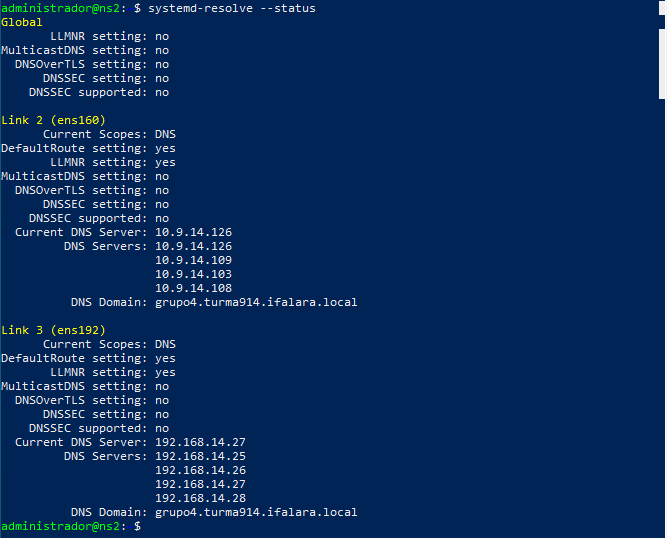 administrador@ns2:~$ systemd-resolve --status
Global
LLMNR setting: no
MulticastDNS setting: no
DNSOverTLS setting: no
DNSSEC setting: no
DNSSEC supported: no
Link 2 (ens160)
Current Scopes: DNS
DefaultRoute setting: yes
LLMNR setting: yes
MulticastDNS setting: no
DNSOverTLS setting: no
DNSSEC setting: no
DNSSEC supported: no
Current DNS Server: 10.9.14.126
DNS Servers: 10.9.14.126
10.9.14.109
10.9.14.103
10.9.14.108
DNS Domain: grupo4.turma914.ifalara.local
Link 3 (ens192)
Current Scopes: DNS
DefaultRoute setting: yes
LLMNR setting: yes
MulticastDNS setting: no
DNSOverTLS setting: no
DNSSEC setting: no
DNSSEC supported: no
Current DNS Server: 192.168.14.27
DNS Servers: 192.168.14.25
192.168.14.26
192.168.14.27
192.168.14.28
DNS Domain: grupo4.turma914.ifalara.local
administrador@ns2:~$